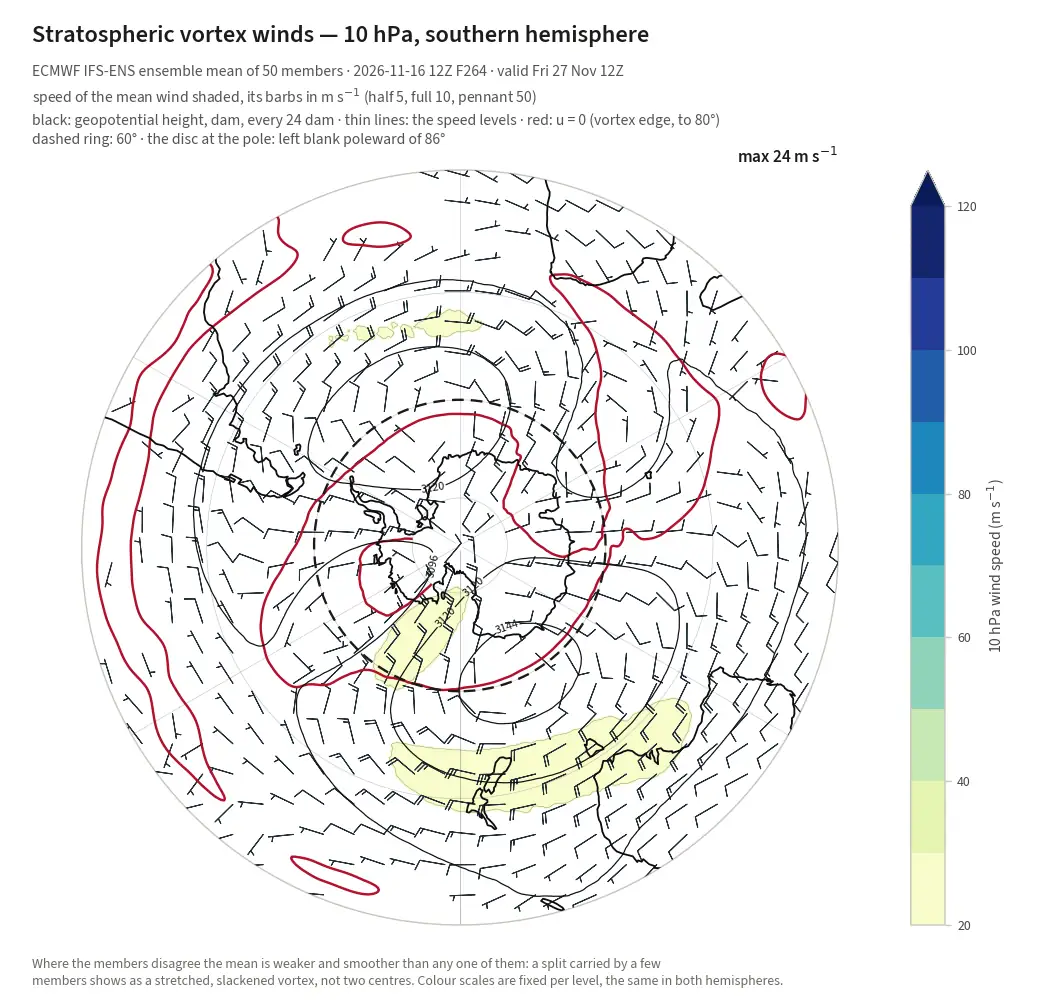 Stratospheric vortex winds — 10 hPa, southern hemisphere
ECMWF IFS-ENS ensemble mean of 50 members · 2026-11-16 12Z F264 · valid Fri 27 Nov 12Z
speed of the mean wind shaded, its barbs in m s⁻¹ (half 5, full 10, pennant 50)
black: geopotential height, dam, every 24 dam · thin lines: the speed levels · red: u = 0 (vortex edge, to 80°)
dashed ring: 60° · the disc at the pole: left blank poleward of 86°
max 24 m s⁻¹
120
100
80
60
40
20
10 hPa wind speed (m s⁻¹)
3120
3096
3120
3144
Where the members disagree the mean is weaker and smoother than any one of them: a split carried by a few
members shows as a stretched, slackened vortex, not two centres. Colour scales are fixed per level, the same in both hemispheres.